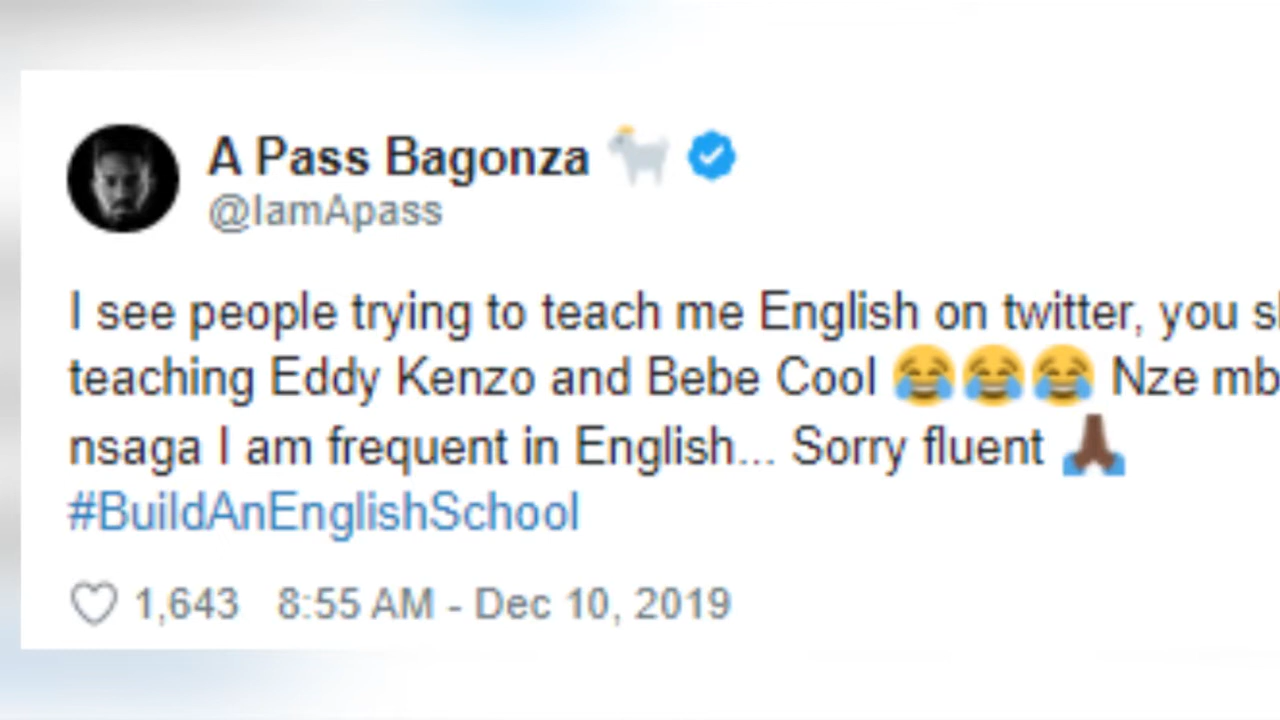 A Pass Bagonza
@IamApass
I see people trying to teach me English on twitter, you
teaching Eddy Kenzo and Bebe Cool 😂😂😂 Nze
nsaga I am frequent in English... Sorry fluent 🙏🏾
#BuildAnEnglishSchool
1,643 8:55 AM - Dec 10, 2019